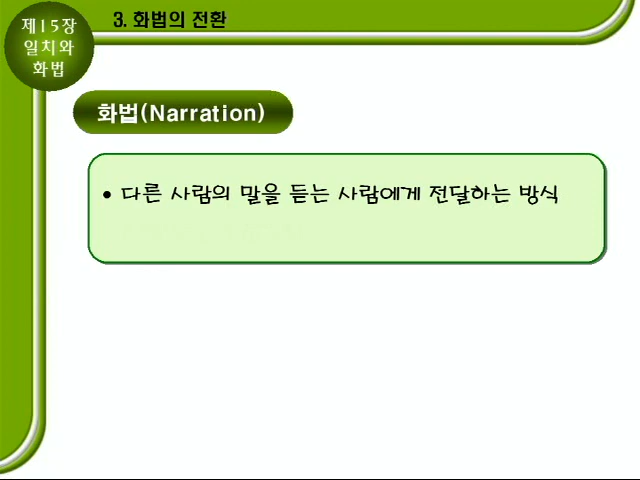 제15장
일치와
화법
3. 화법의 전환
화법(Narration)
• 다른 사람의 말을 듣는 사람에게 전달하는 방식